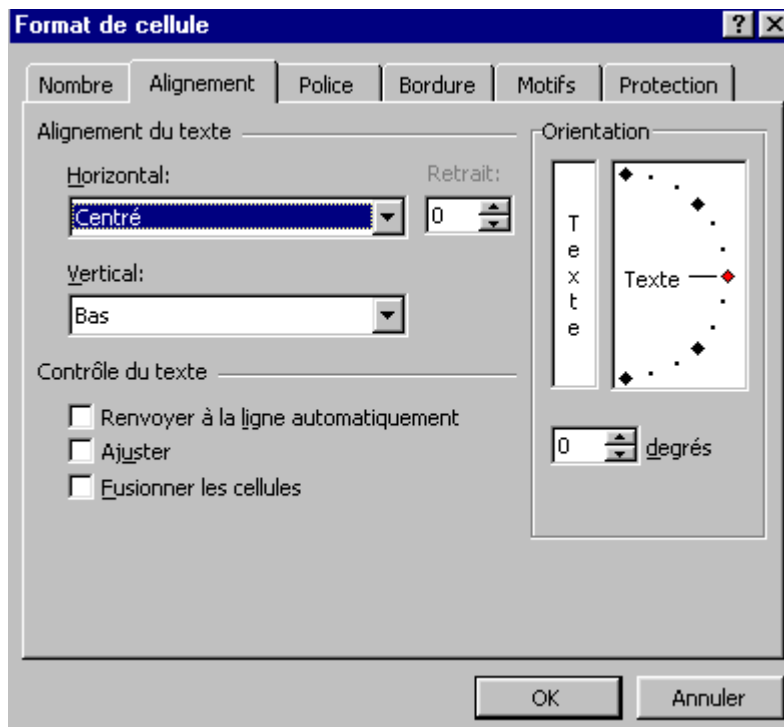 Format de cellule
Nombre Alignement Police Bordure Motifs Protection
Alignement du texte
Horizontal:
Retrait:
Centré
0
Vertical:
Bas
Contrôle du texte
Renvoyer à la ligne automatiquement
Ajuster
Fusionner les cellules
Orientation
Texte
Texte
0 degrés
OK Annuler